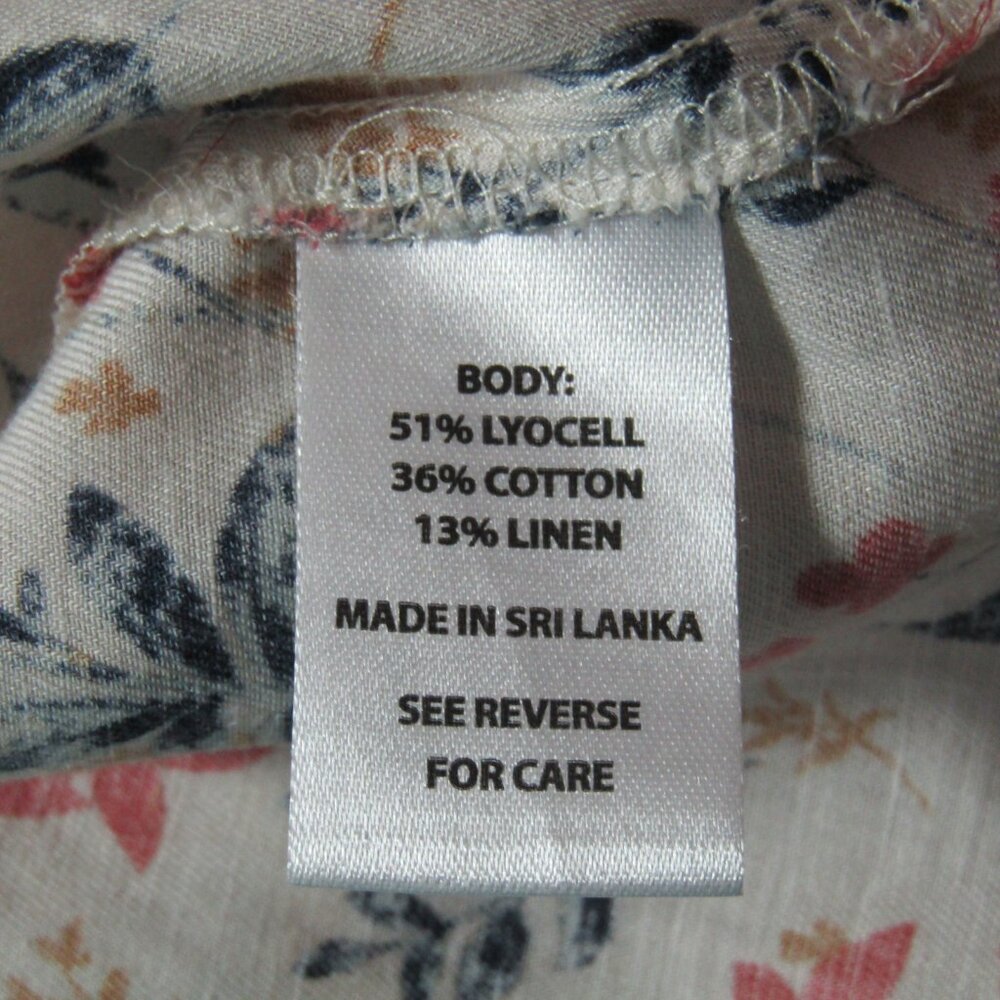 BODY:
51% LYOCELL
36% COTTON
13% LINEN
MADE IN SRI LANKA
SEE REVERSE
FOR CARE